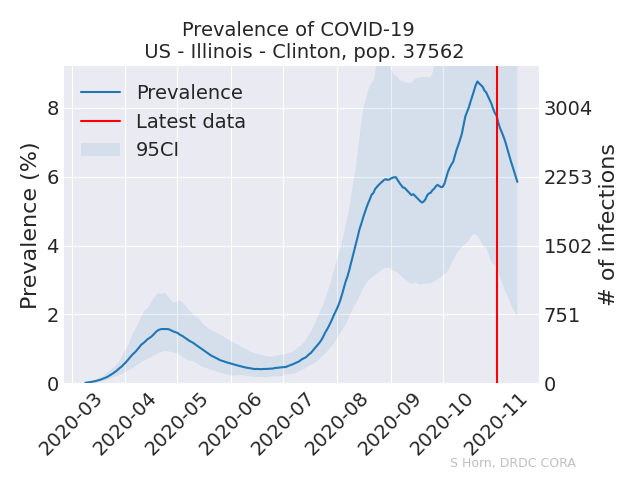 Prevalence of COVID-19
US - Illinois - Clinton, pop. 37562
Prevalence
Latest data
95CI
Prevalence (%)
8
6
4
2
0
3004
2253
1502
751
0
# of infections
2020-03
2020-04
2020-05
2020-06
2020-07
2020-08
2020-09
2020-10
2020-11
S Horn, DRDC CORA